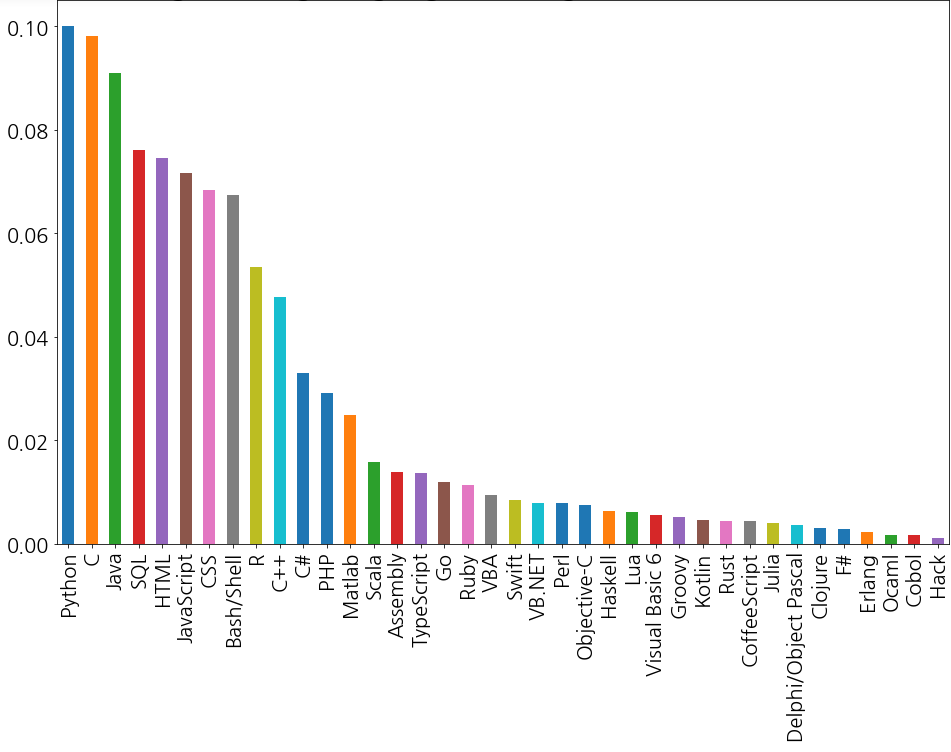 0.10
0.08
0.06
0.04
0.02
0.00
Python
C
Java
SQL
HTML
JavaScript
CSS
Bash/Shell
R
C++
C#
PHP
Matlab
Scala
Assembly
TypeScript
Go
Ruby
VBA
Swift
VB.NET
Perl
Objective-C
Haskell
Lua
Visual Basic 6
Groovy
Kotlin
Rust
CoffeeScript
Julia
Delphi/Object Pascal
Clojure
F#
Erlang
Ocaml
Cobol
Hack